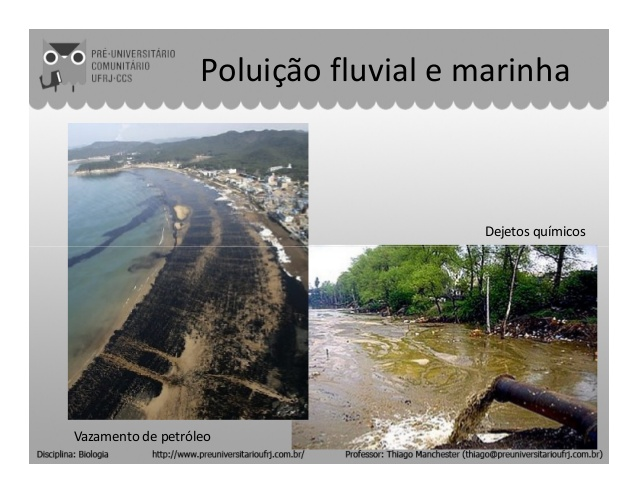 PRÉ-UNIVERSITÁRIO
COMUNITÁRIO
UFRJ-CCS
Poluição fluvial e marinha
Dejetos químicos
Vazamento de petróleo
Disciplina: Biologia http://www.preuniversitarioufrj.com.br/ Professor: Thiago Manchester (thiago@preuniversitarioufrj.com.br)